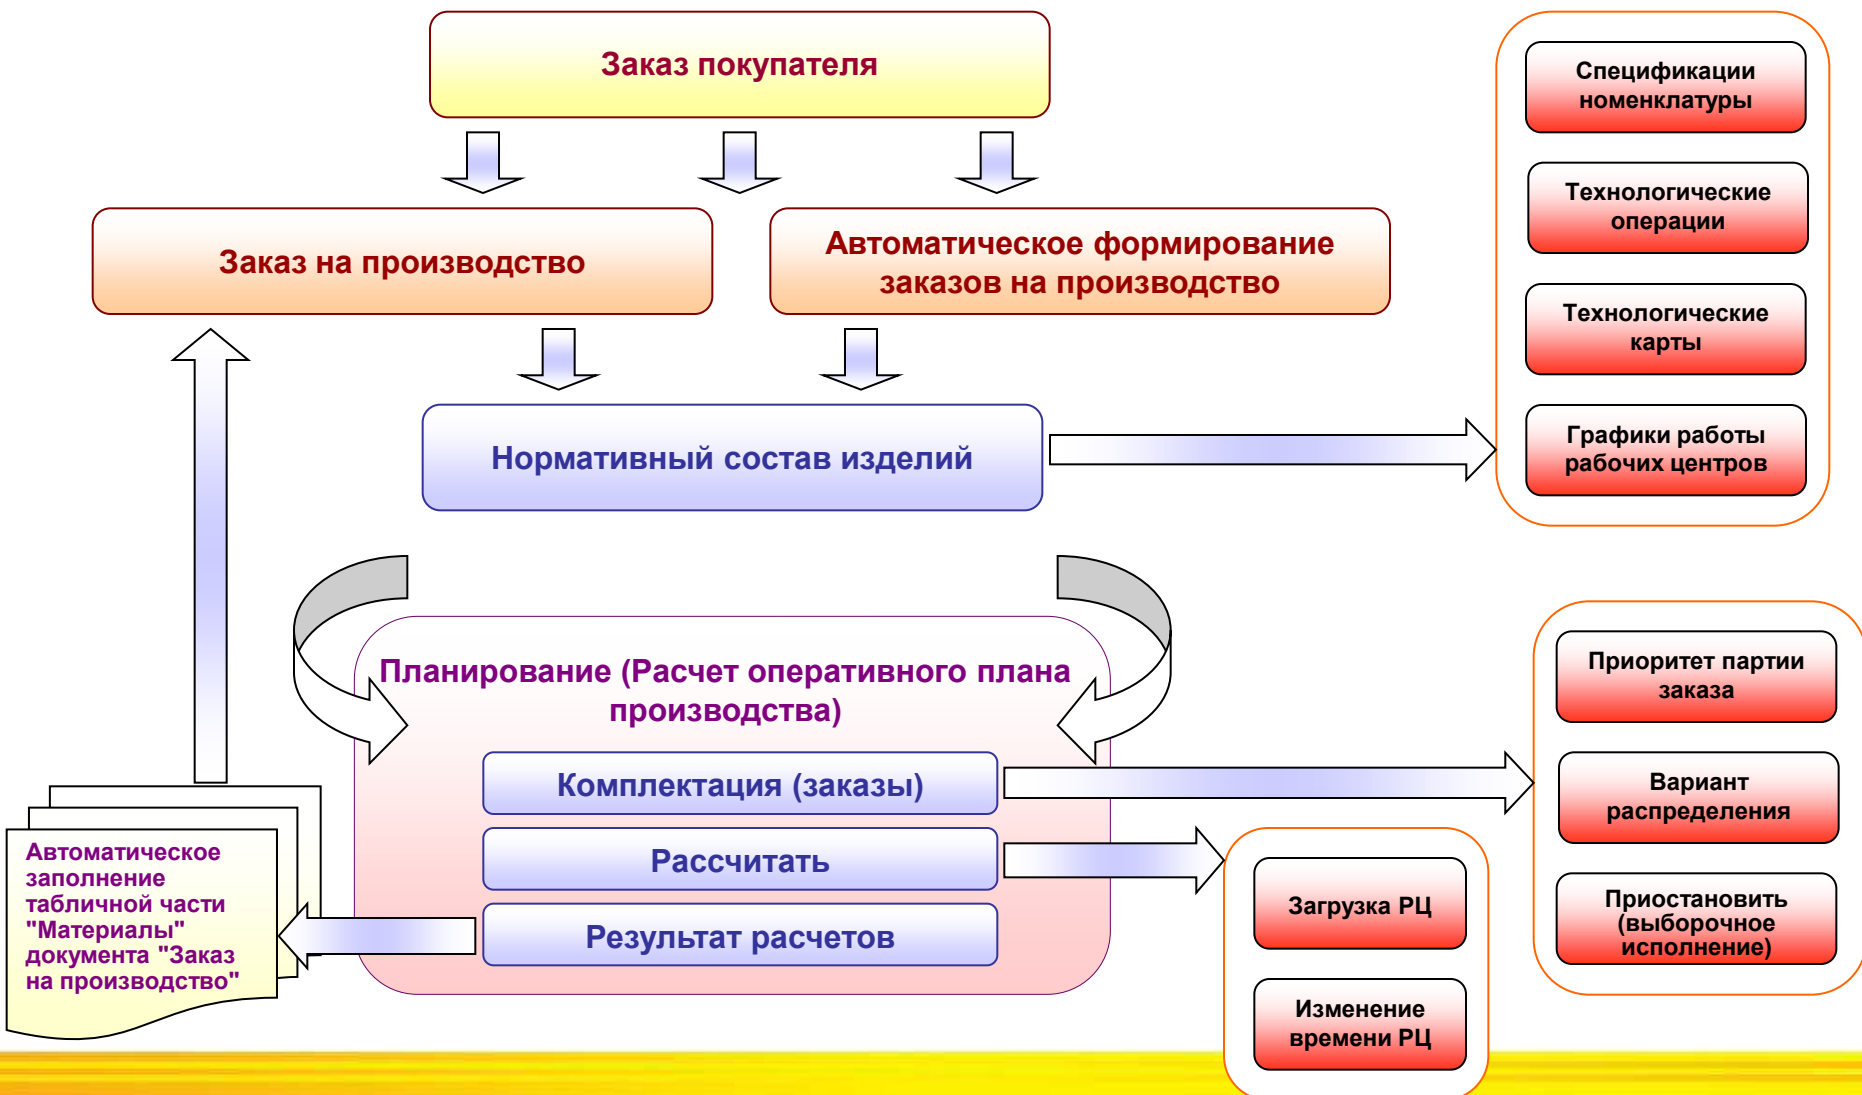 Заказ покупателя
Заказ на производство
Автоматическое формирование
заказов на производство
Нормативный состав изделий
Спецификации
номенклатуры
Технологические
операции
Технологические
карты
Графики работы
рабочих центров
Планирование (Расчет оперативного плана
производства)
Комплектация (заказы)
Рассчитать
Результат расчетов
Приоритет партии
заказа
Вариант
распределения
Приостановить
(выборочное
исполнение)
Загрузка РЦ
Изменение
времени РЦ
Автоматическое
заполнение
табличной части
"Материалы"
документа "Заказ
на производство"